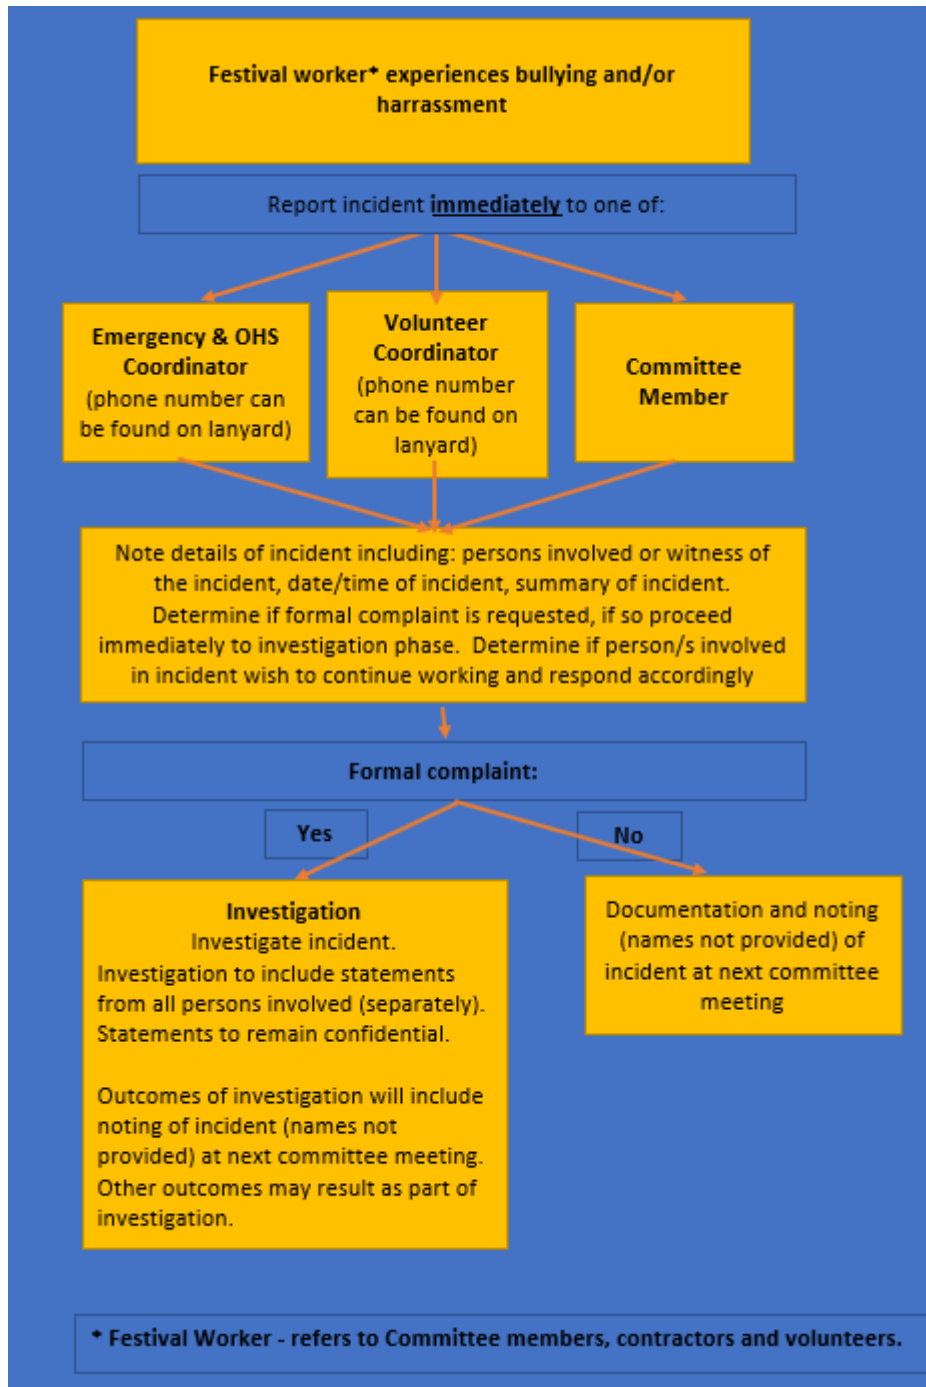 Festival worker* experiences bullying and/or
harrassment
Report incident immediately to one of:
Emergency & OHS
Coordinator
(phone number can
be found on lanyard)
Volunteer
Coordinator
(phone number
can be found on
lanyard)
Committee
Member
Note details of incident including: persons involved or witness of
the incident, date/time of incident, summary of incident.
Determine if formal complaint is requested, if so proceed
immediately to investigation phase.  Determine if person/s involved
in incident wish to continue working and respond accordingly
Formal complaint:
Yes
No
Investigation
Investigate incident.
Investigation to include statements
from all persons involved (separately).
Statements to remain confidential.
Outcomes of investigation will include
noting of incident (names not
provided) at next committee meeting.
Other outcomes may result as part of
investigation.
Documentation and noting
(names not provided) of
incident at next committee
meeting
* Festival Worker - refers to Committee members, contractors and volunteers.